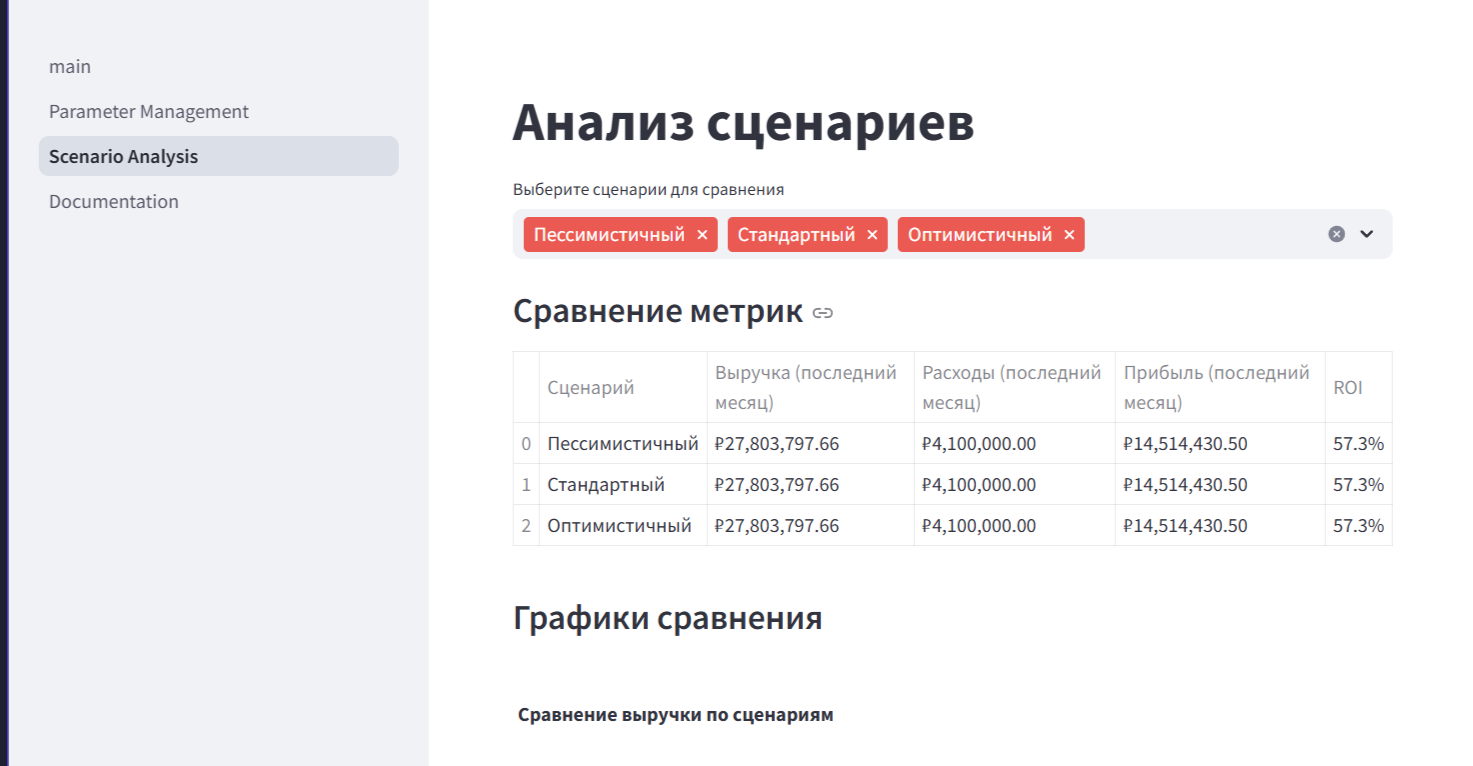 main
Parameter Management
Scenario Analysis
Documentation
Анализ сценариев
Выберите сценарии для сравнения
Пессимистичный × Стандартный × Оптимистичный ×
Сравнение метрик
Сценарий Выручка (последний месяц) Расходы (последний месяц) Прибыль (последний месяц) ROI
0 Пессимистичный ₽27,803,797.66 ₽4,100,000.00 ₽14,514,430.50 57.3%
1 Стандартный ₽27,803,797.66 ₽4,100,000.00 ₽14,514,430.50 57.3%
2 Оптимистичный ₽27,803,797.66 ₽4,100,000.00 ₽14,514,430.50 57.3%
Графики сравнения
Сравнение выручки по сценариям